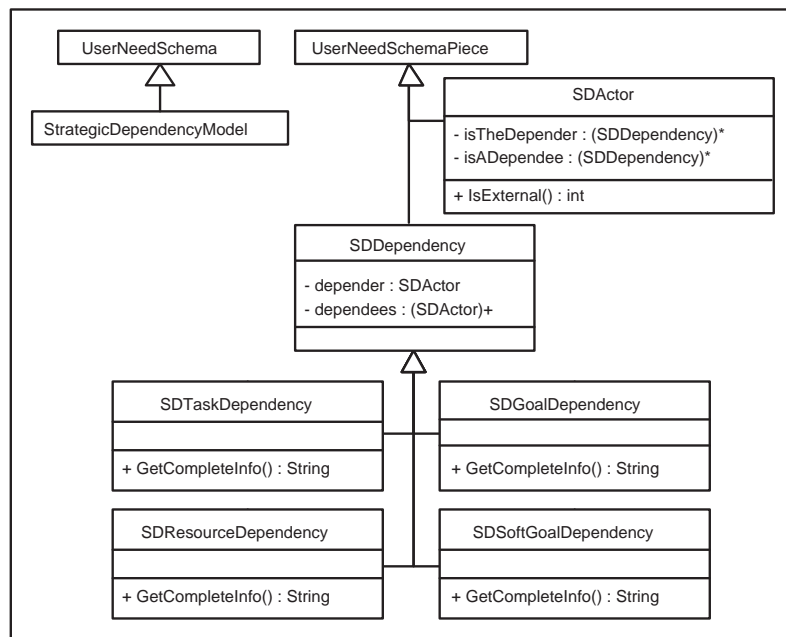 UserNeedSchema
UserNeedSchemaPiece
StrategicDependencyModel
SDActor
- isTheDepender : (SDDependency)*
- isADependee : (SDDependency)*
+ IsExternal() : int
SDDependency
- depender : SDActor
- dependees : (SDActor)+
SDTaskDependency
+ GetCompleteInfo() : String
SDGoalDependency
+ GetCompleteInfo() : String
SDResourceDependency
+ GetCompleteInfo() : String
SDSoftGoalDependency
+ GetCompleteInfo() : String